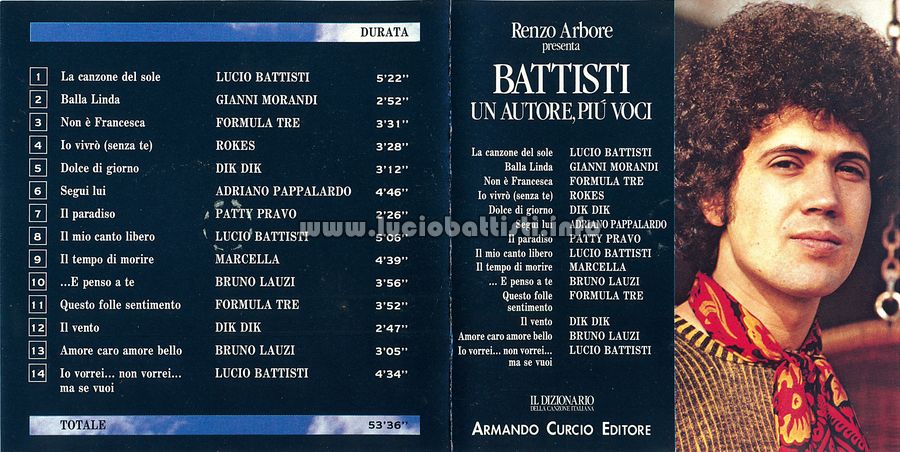 DURATA
1 La canzone del sole LUCIO BATTISTI 5'22''
2 Balla Linda GIANNI MORANDI 2'52''
3 Non è Francesca FORMULA TRE 3'31''
4 Io vivrò (senza te) ROKES 3'28''
5 Dolce di giorno DIK DIK 3'12''
6 Segui lui ADRIANO PAPPALARDO 4'46''
7 Il paradiso PATTY PRAVO 2'26''
8 Il mio canto libero LUCIO BATTISTI 5'06''
9 Il tempo di morire MARCELLA 4'39''
10 ...E penso a te BRUNO LAUZI 3'56''
11 Questo folle sentimento FORMULA TRE 3'52''
12 Il vento DIK DIK 2'47''
13 Amore caro amore bello BRUNO LAUZI 3'05''
14 Io vorrei... non vorrei... LUCIO BATTISTI 4'34''
ma se vuoi
TOTALE 53'36''
Renzo Arbore
presenta
BATTISTI
UN AUTORE, PIÚ VOCI
La canzone del sole LUCIO BATTISTI
Balla Linda GIANNI MORANDI
Non è Francesca FORMULA TRE
Io vivrò (senza te) ROKES
Dolce di giorno DIK DIK
Segui lui ADRIANO PAPPALARDO
Il paradiso PATTY PRAVO
Il mio canto libero LUCIO BATTISTI
Il tempo di morire MARCELLA
... E penso a te BRUNO LAUZI
Questo folle FORMULA TRE
sentimento
Il vento DIK DIK
Amore caro amore bello BRUNO LAUZI
Io vorrei... non vorrei... LUCIO BATTISTI
ma se vuoi
IL DIZIONARIO
DELLA CANZONE ITALIANA
ARMANDO CURCIO EDITORE
www.luciobattisti.info